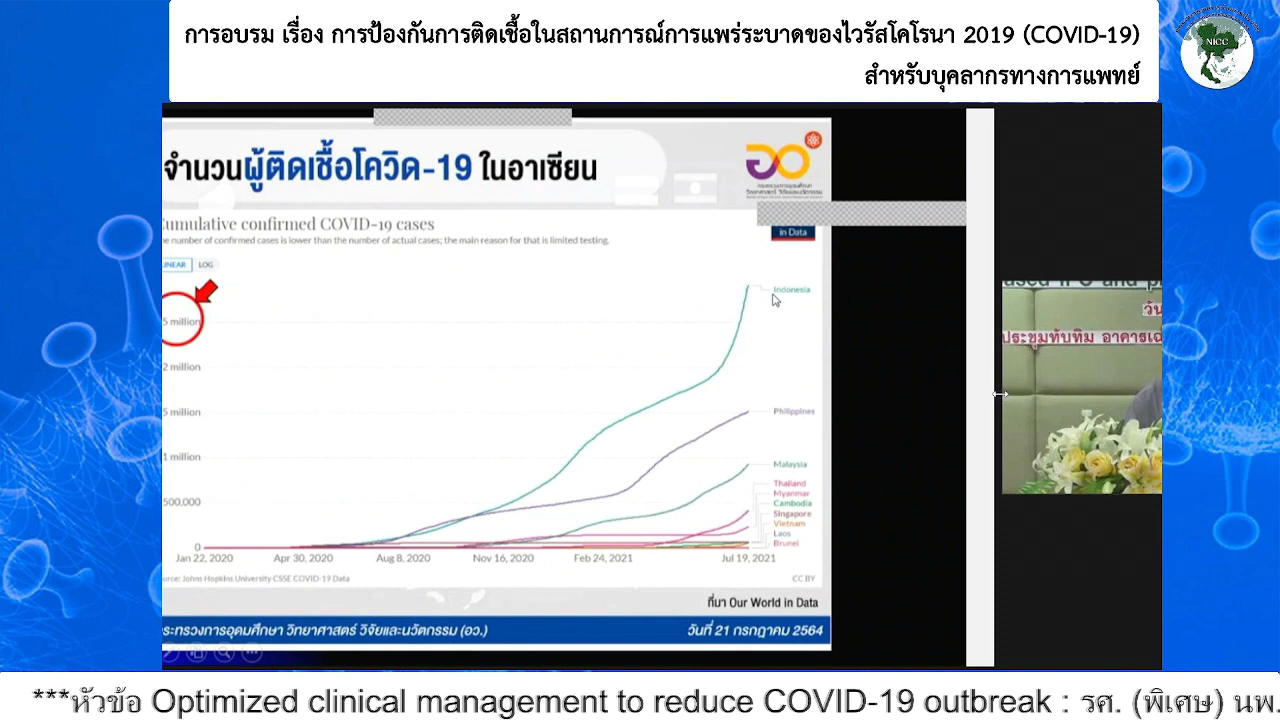 การอบรม เรื่อง การป้องกันการติดเชื้อในสถานการณ์การแพร่ระบาดของไวรัสโคโรนา 2019 (COVID-19)
สำหรับบุคลากรทางการแพทย์
NICC
จำนวนผู้ติดเชื้อโควิด-19 ในอาเซียน
Cumulative confirmed COVID-19 cases
number of confirmed cases is lower than the number of actual cases; the main reason for that is limited testing.
in Data
LINEAR LOG
Indonesia
5 million
2 million
5 million
Philippines
1 million
Malaysia
Thailand
Myanmar
500,000
Cambodia
Singapore
Vietnam
Laos
Brunei
0
Jan 22, 2020 Apr 30, 2020 Aug 8, 2020 Nov 16, 2020 Feb 24, 2021 Jul 19, 2021
Johns Hopkins University CSSE COVID-19 Data
CC BY
ที่มา Our World in Data
กระทรวงการอุดมศึกษา วิทยาศาสตร์ วิจัยและนวัตกรรม (อว.)
วันที่ 21 กรกฎาคม 2564
วัน
ประชุมทับทิม
***หัวข้อ Optimized clinical management to reduce COVID-19 outbreak : รศ. (พิเศษ) นพ.